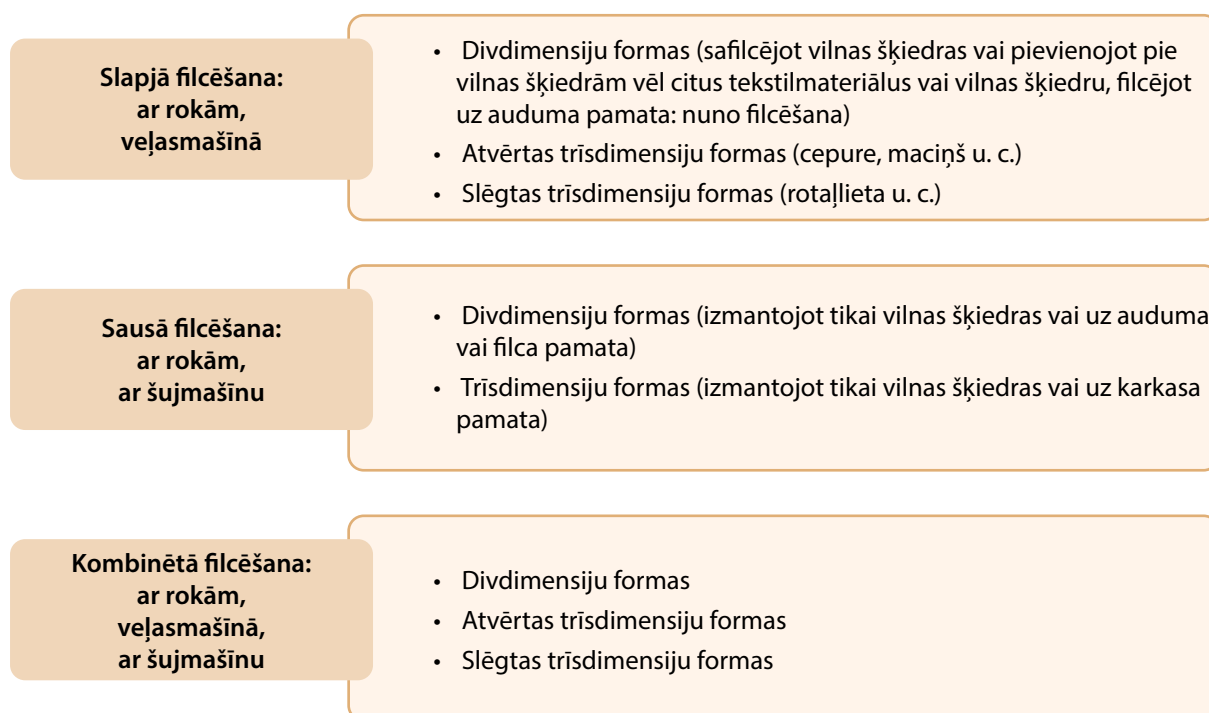 Slapjā filcēšana:
ar rokām,
veļasmašīnā
• Divdimensiju formas (safilcējot vilnas šķiedras vai pievienojot pie
vilnas šķiedrām vēl citus tekstilmateriālus vai vilnas šķiedru, filcējot
uz auduma pamata: nuno filcēšana)
• Atvērtas trīsdimensiju formas (cepure, maciņš u. c.)
• Slēgtas trīsdimensiju formas (rotaļlieta u. c.)
Sausā filcēšana:
ar rokām,
ar šujmašīnu
• Divdimensiju formas (izmantojot tikai vilnas šķiedras vai uz auduma
vai filca pamata)
• Trīsdimensiju formas (izmantojot tikai vilnas šķiedras vai uz karkasa
pamata)
Kombinētā filcēšana:
ar rokām,
veļasmašīnā,
ar šujmašīnu
• Divdimensiju formas
• Atvērtas trīsdimensiju formas
• Slēgtas trīsdimensiju formas